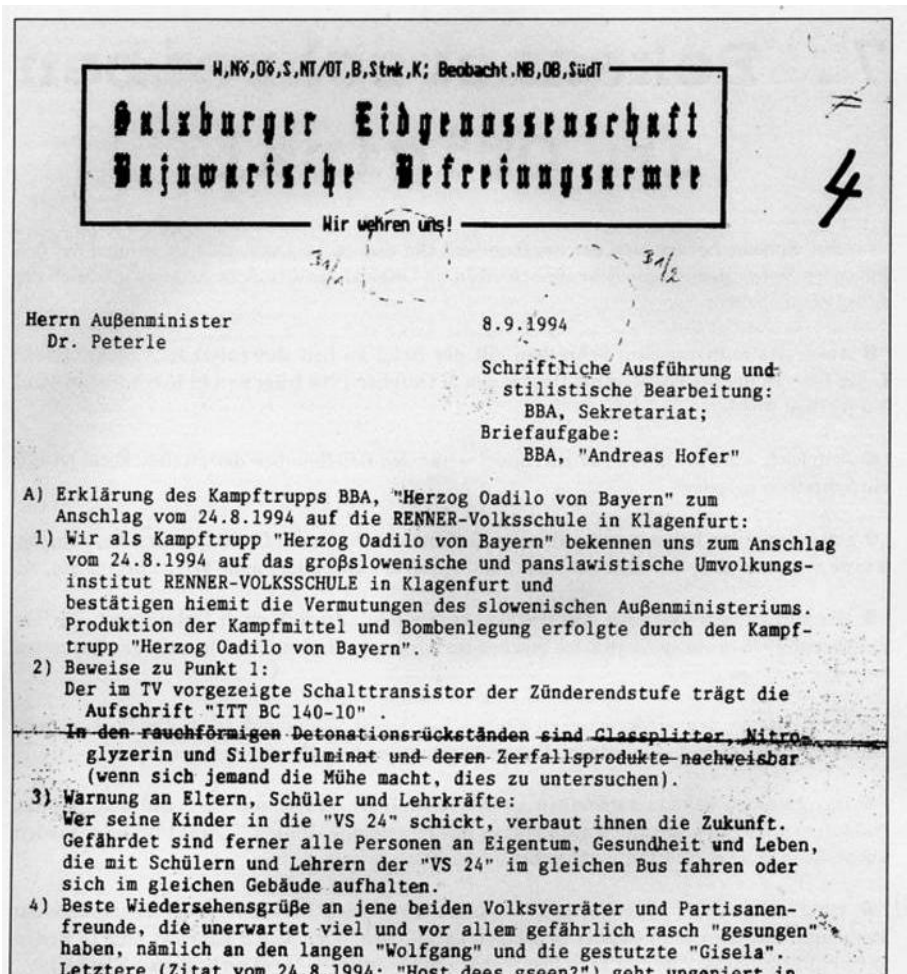 W,Nö,Oö,S,NT/OT,B,Stmk,K; Beobacht.NB,OB,SüdT
Salzburger Eidgenossenschaft
Bajuwarische Befreiungsarmee
Wir wehren uns!
4
B1/1 B1/2
Herrn Außenminister 8.9.1994
Dr. Peterle
Schriftliche Ausführung und
stilistische Bearbeitung:
BBA, Sekretariat;
Briefaufgabe:
BBA, "Andreas Hofer"
A) Erklärung des Kampftrupps BBA, "Herzog Oadilo von Bayern" zum
Anschlag vom 24.8.1994 auf die RENNER-Volksschule in Klagenfurt:
1) Wir als Kampftrupp "Herzog Oadilo von Bayern" bekennen uns zum Anschlag
vom 24.8.1994 auf das großslowenische und panslawistische Umvolkungs-
institut RENNER-VOLKSSCHULE in Klagenfurt und
bestätigen hiemit die Vermutungen des slowenischen Außenministeriums.
Produktion der Kampfmittel und Bombenlegung erfolgte durch den Kampf-
trupp "Herzog Oadilo von Bayern".
2) Beweise zu Punkt 1:
Der im TV vorgezeigte Schalttransistor der Zünderendstufe trägt die
Aufschrift "ITT BC 140-10" .
In den rauchförmigen Detonationsrückständen sind Glassplitter, Nitro-
glyzerin und Silberfulminat und deren Zerfallsprodukte nachweisbar
(wenn sich jemand die Mühe macht, dies zu untersuchen).
3) Warnung an Eltern, Schüler und Lehrkräfte:
Wer seine Kinder in die "VS 24" schickt, verbaut ihnen die Zukunft.
Gefährdet sind ferner alle Personen an Eigentum, Gesundheit und Leben,
die mit Schülern und Lehrern der "VS 24" im gleichen Bus fahren oder
sich im gleichen Gebäude aufhalten.
4) Beste Wiedersehensgrüße an jene beiden Volksverräter und Partisanen-
freunde, die unerwartet viel und vor allem gefährlich rasch "gesungen"
haben, nämlich an den langen "Wolfgang" und die gestutzte "Gisela".
Letztere (Zitat vom 24.8.1994: "Host dees gseen?") geht ungeniert in